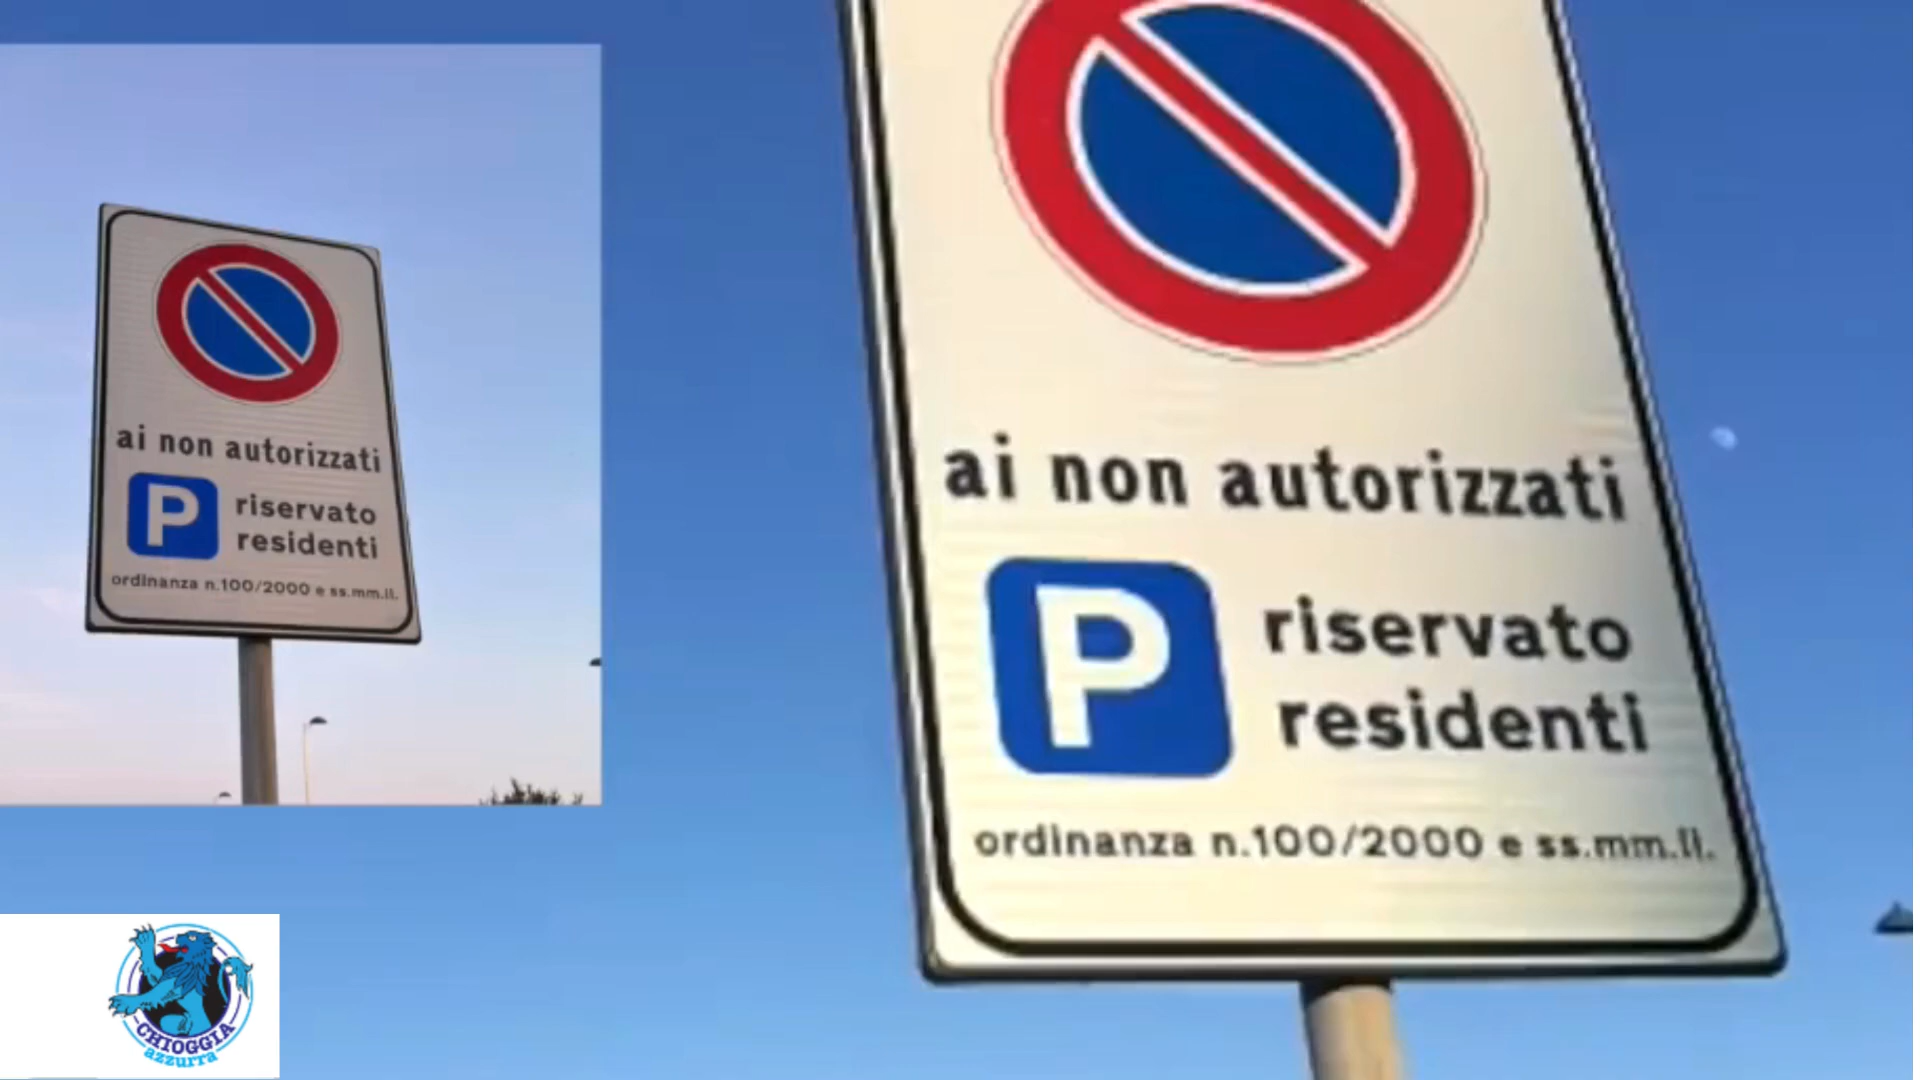 ai non autorizzati
P riservato
residenti
ordinanza n.100/2000 e ss.mm.ii.
ai non autorizzati
P riservato
residenti
ordinanza n.100/2000 e ss.mm.ii.
CHIOGGIA
azzurra